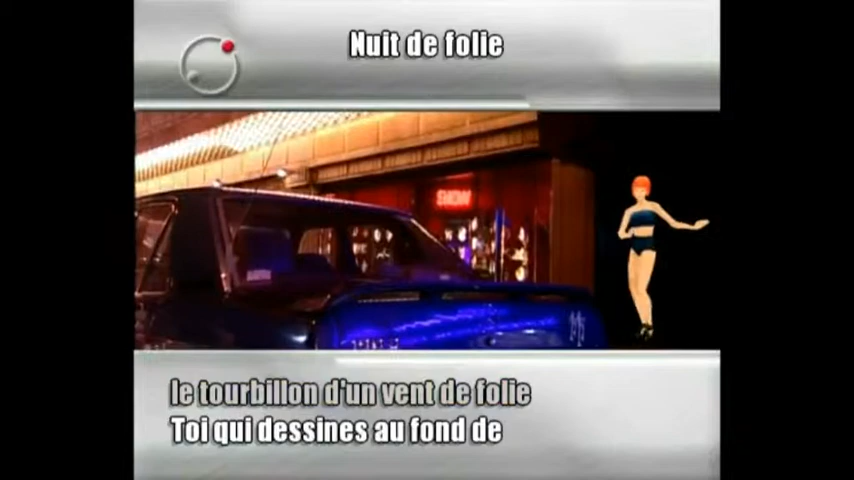 Nuit de folie
SHOW
le tourbillon d'un vent de folie
Toi qui dessines au fond de